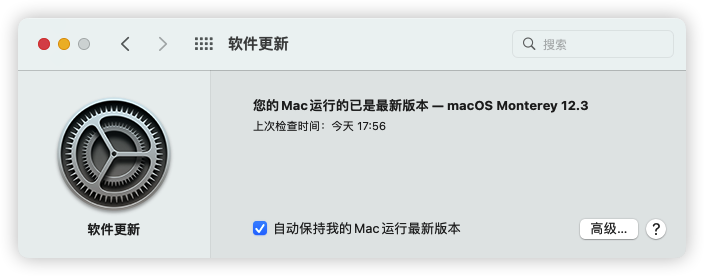 软件更新
搜索
您的 Mac 运行的已是最新版本 — macOS Monterey 12.3
上次检查时间：今天 17:56
软件更新
自动保持我的 Mac 运行最新版本
高级...
?